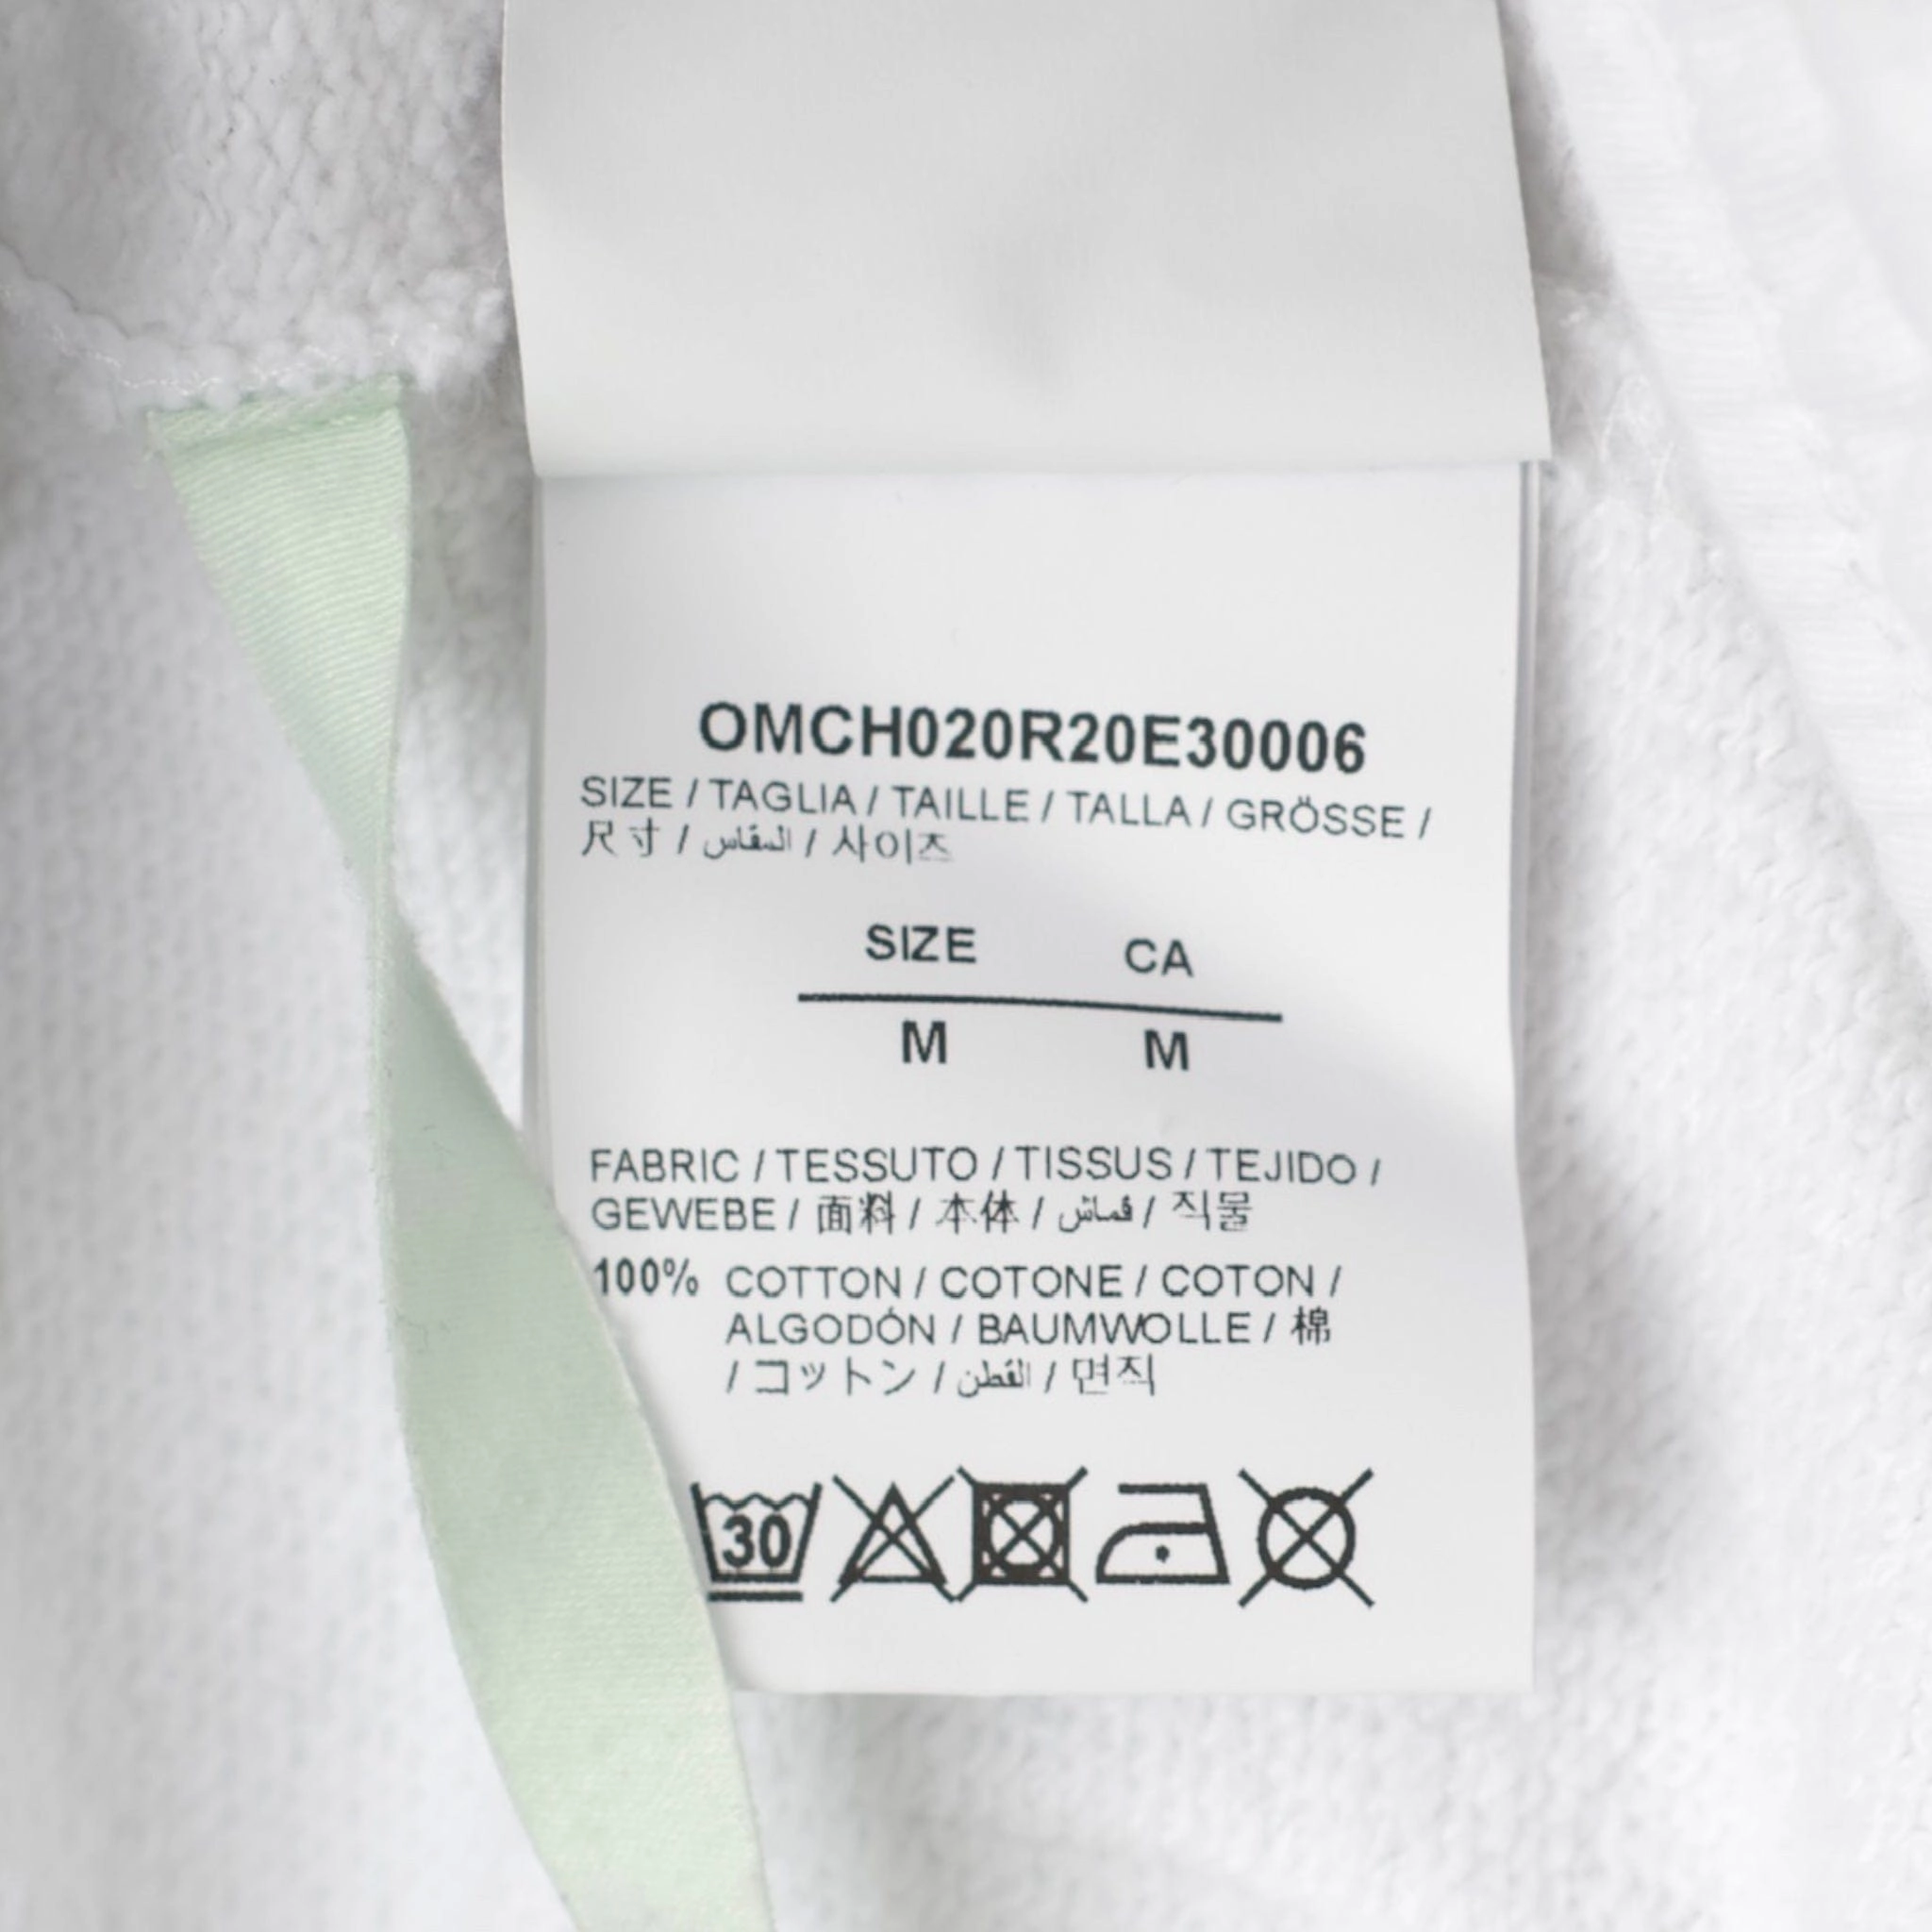 OMCH020R20E30006
SIZE / TAGLIA / TAILLE / TALLA / GRÖSSE /
尺寸 / المقاس / 사이즈
SIZE CA
M M
FABRIC / TESSUTO / TISSUS / TEJIDO /
GEWEBE / 面料 / 本体 / قماش / 직물
100% COTTON / COTONE / COTON /
ALGODÓN / BAUMWOLLE / 棉
/ コットン / القطن / 면직
30